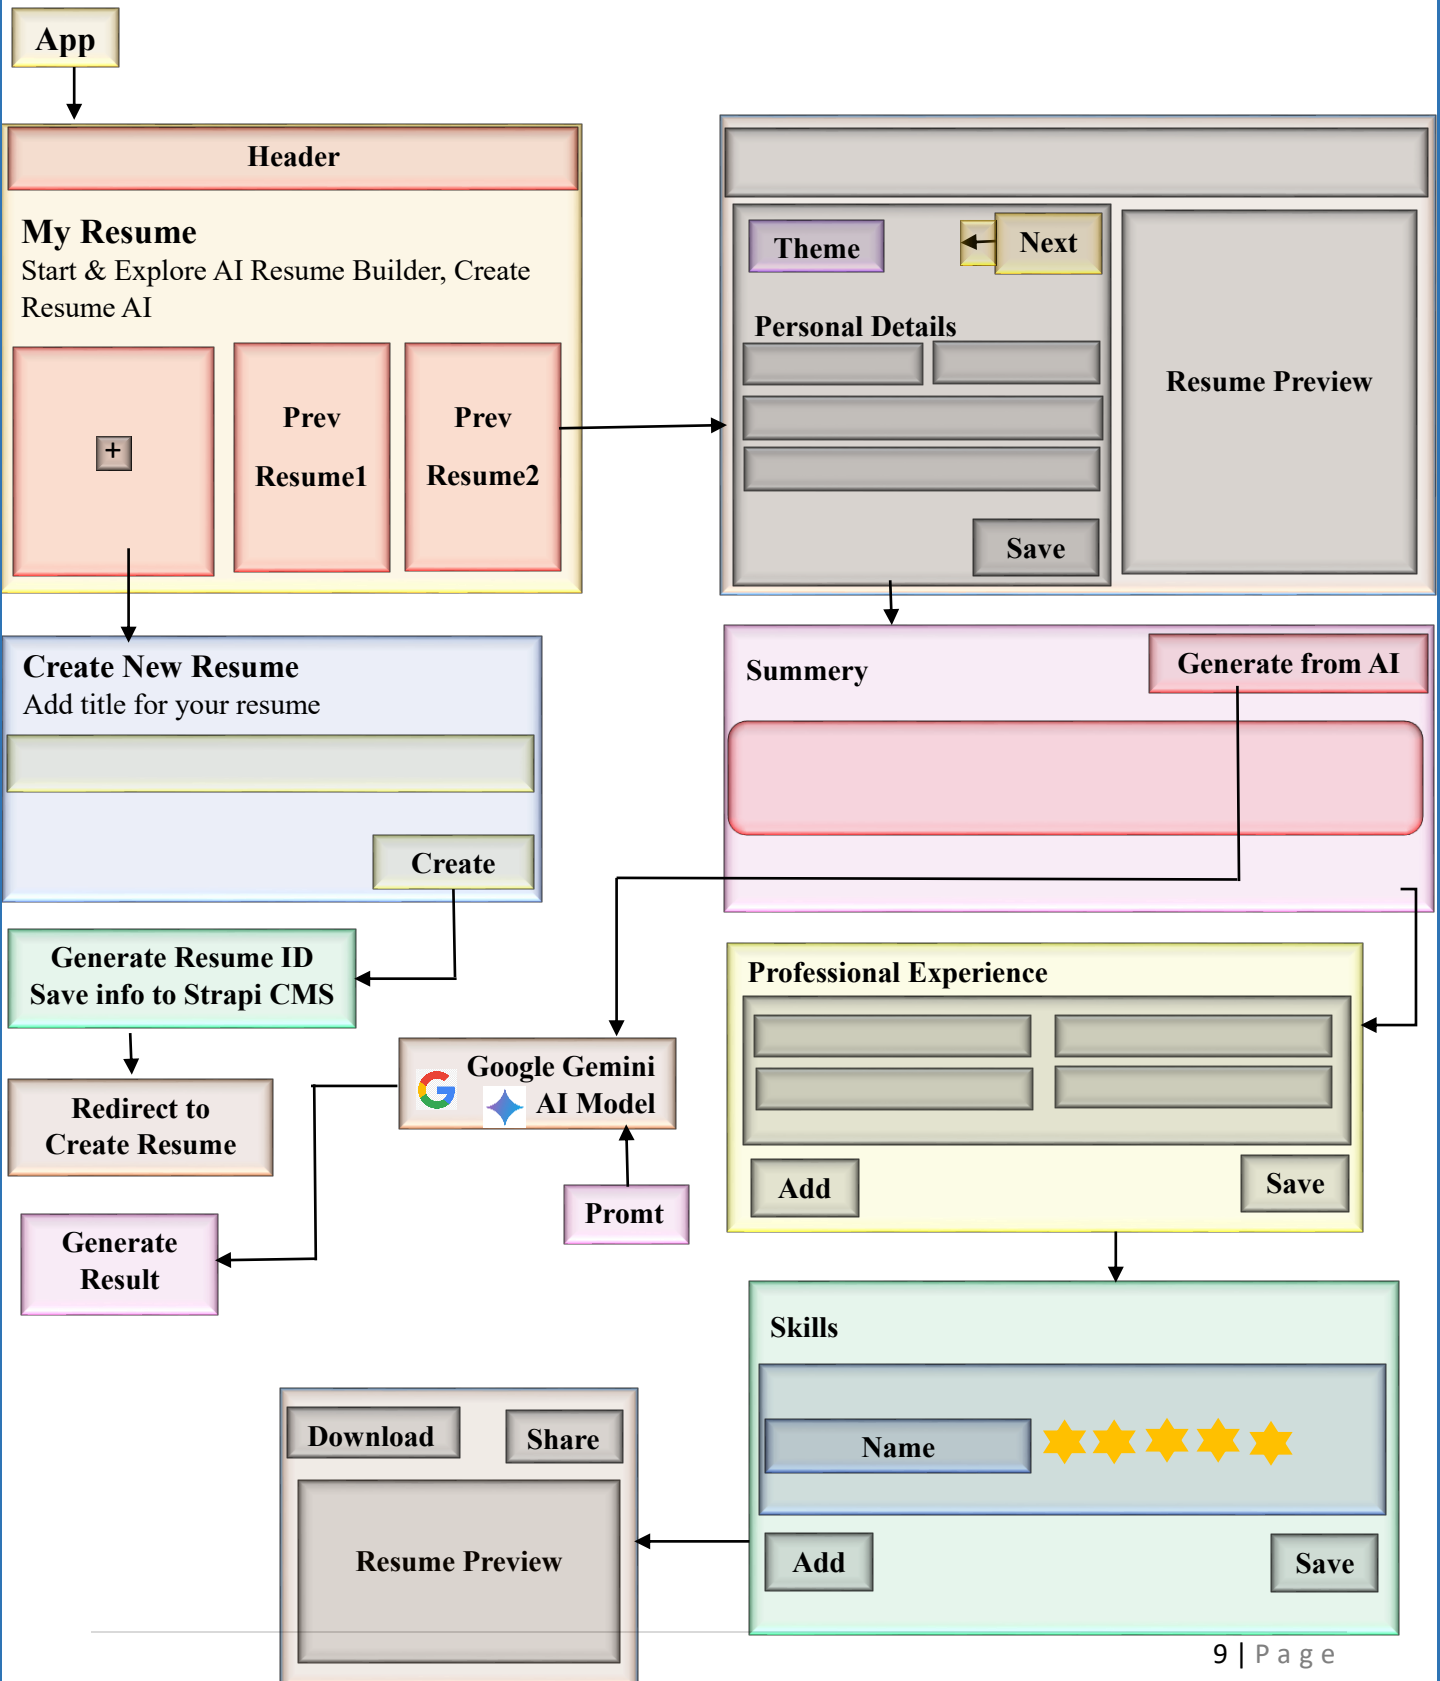 App
Header
My Resume
Start & Explore AI Resume Builder, Create
Resume AI
+
Prev
Resume1
Prev
Resume2
Theme
Next
Personal Details
Save
Resume Preview
Create New Resume
Add title for your resume
Create
Summery
Generate from AI
Generate Resume ID
Save info to Strapi CMS
Redirect to
Create Resume
Google Gemini
AI Model
Promt
Generate
Result
Professional Experience
Add
Save
Skills
Name
Add
Save
Download
Share
Resume Preview
9 | Page